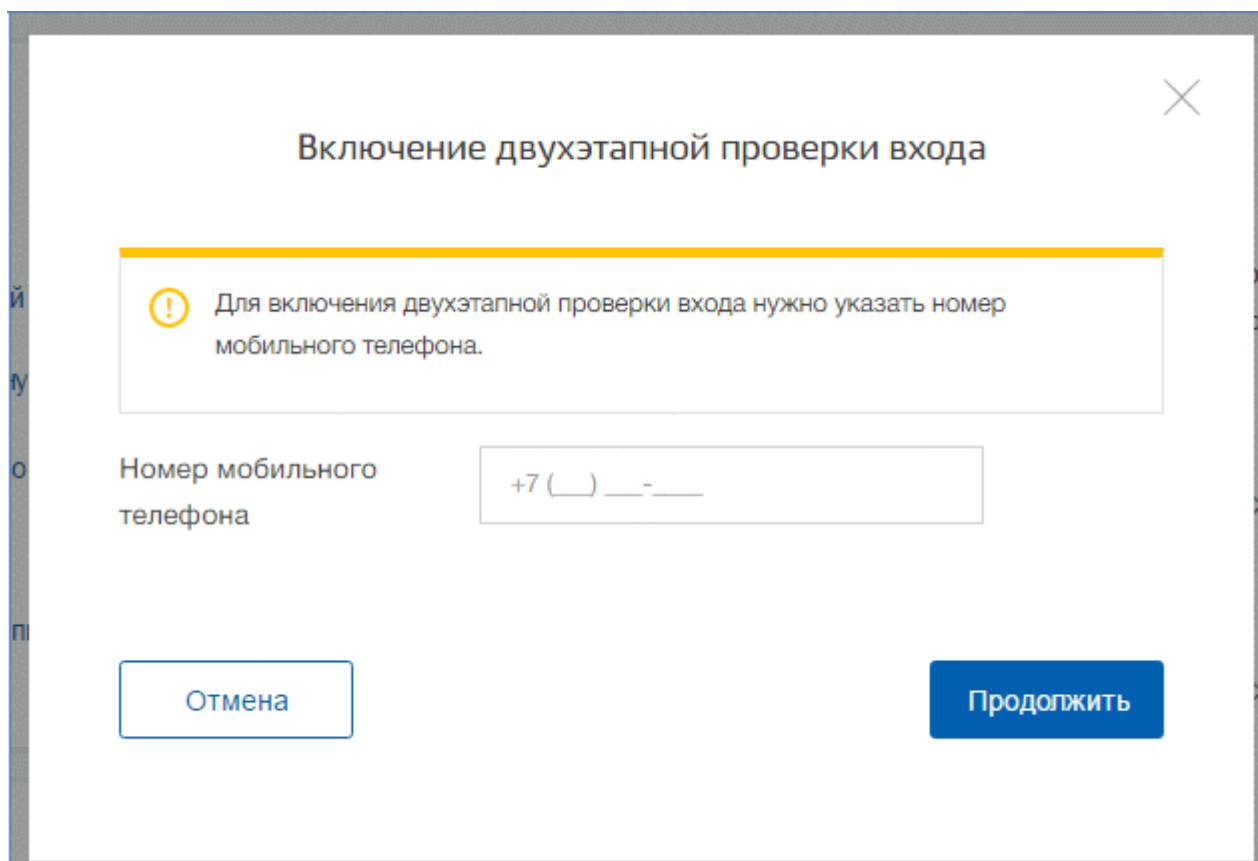 Включение двухэтапной проверки входа
Для включения двухэтапной проверки входа нужно указать номер
мобильного телефона.
Номер мобильного
телефона
+7 (___) ___-____
Отмена
Продолжить